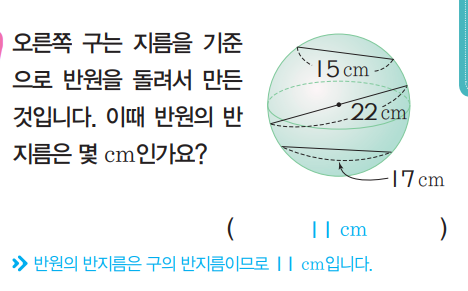 오른쪽 구는 지름을 기준
으로 반원을 돌려서 만든
것입니다. 이때 반원의 반
지름은 몇 cm인가요?
15 cm
22 cm
17 cm
( 11 cm )
반원의 반지름은 구의 반지름이므로 11 cm입니다.